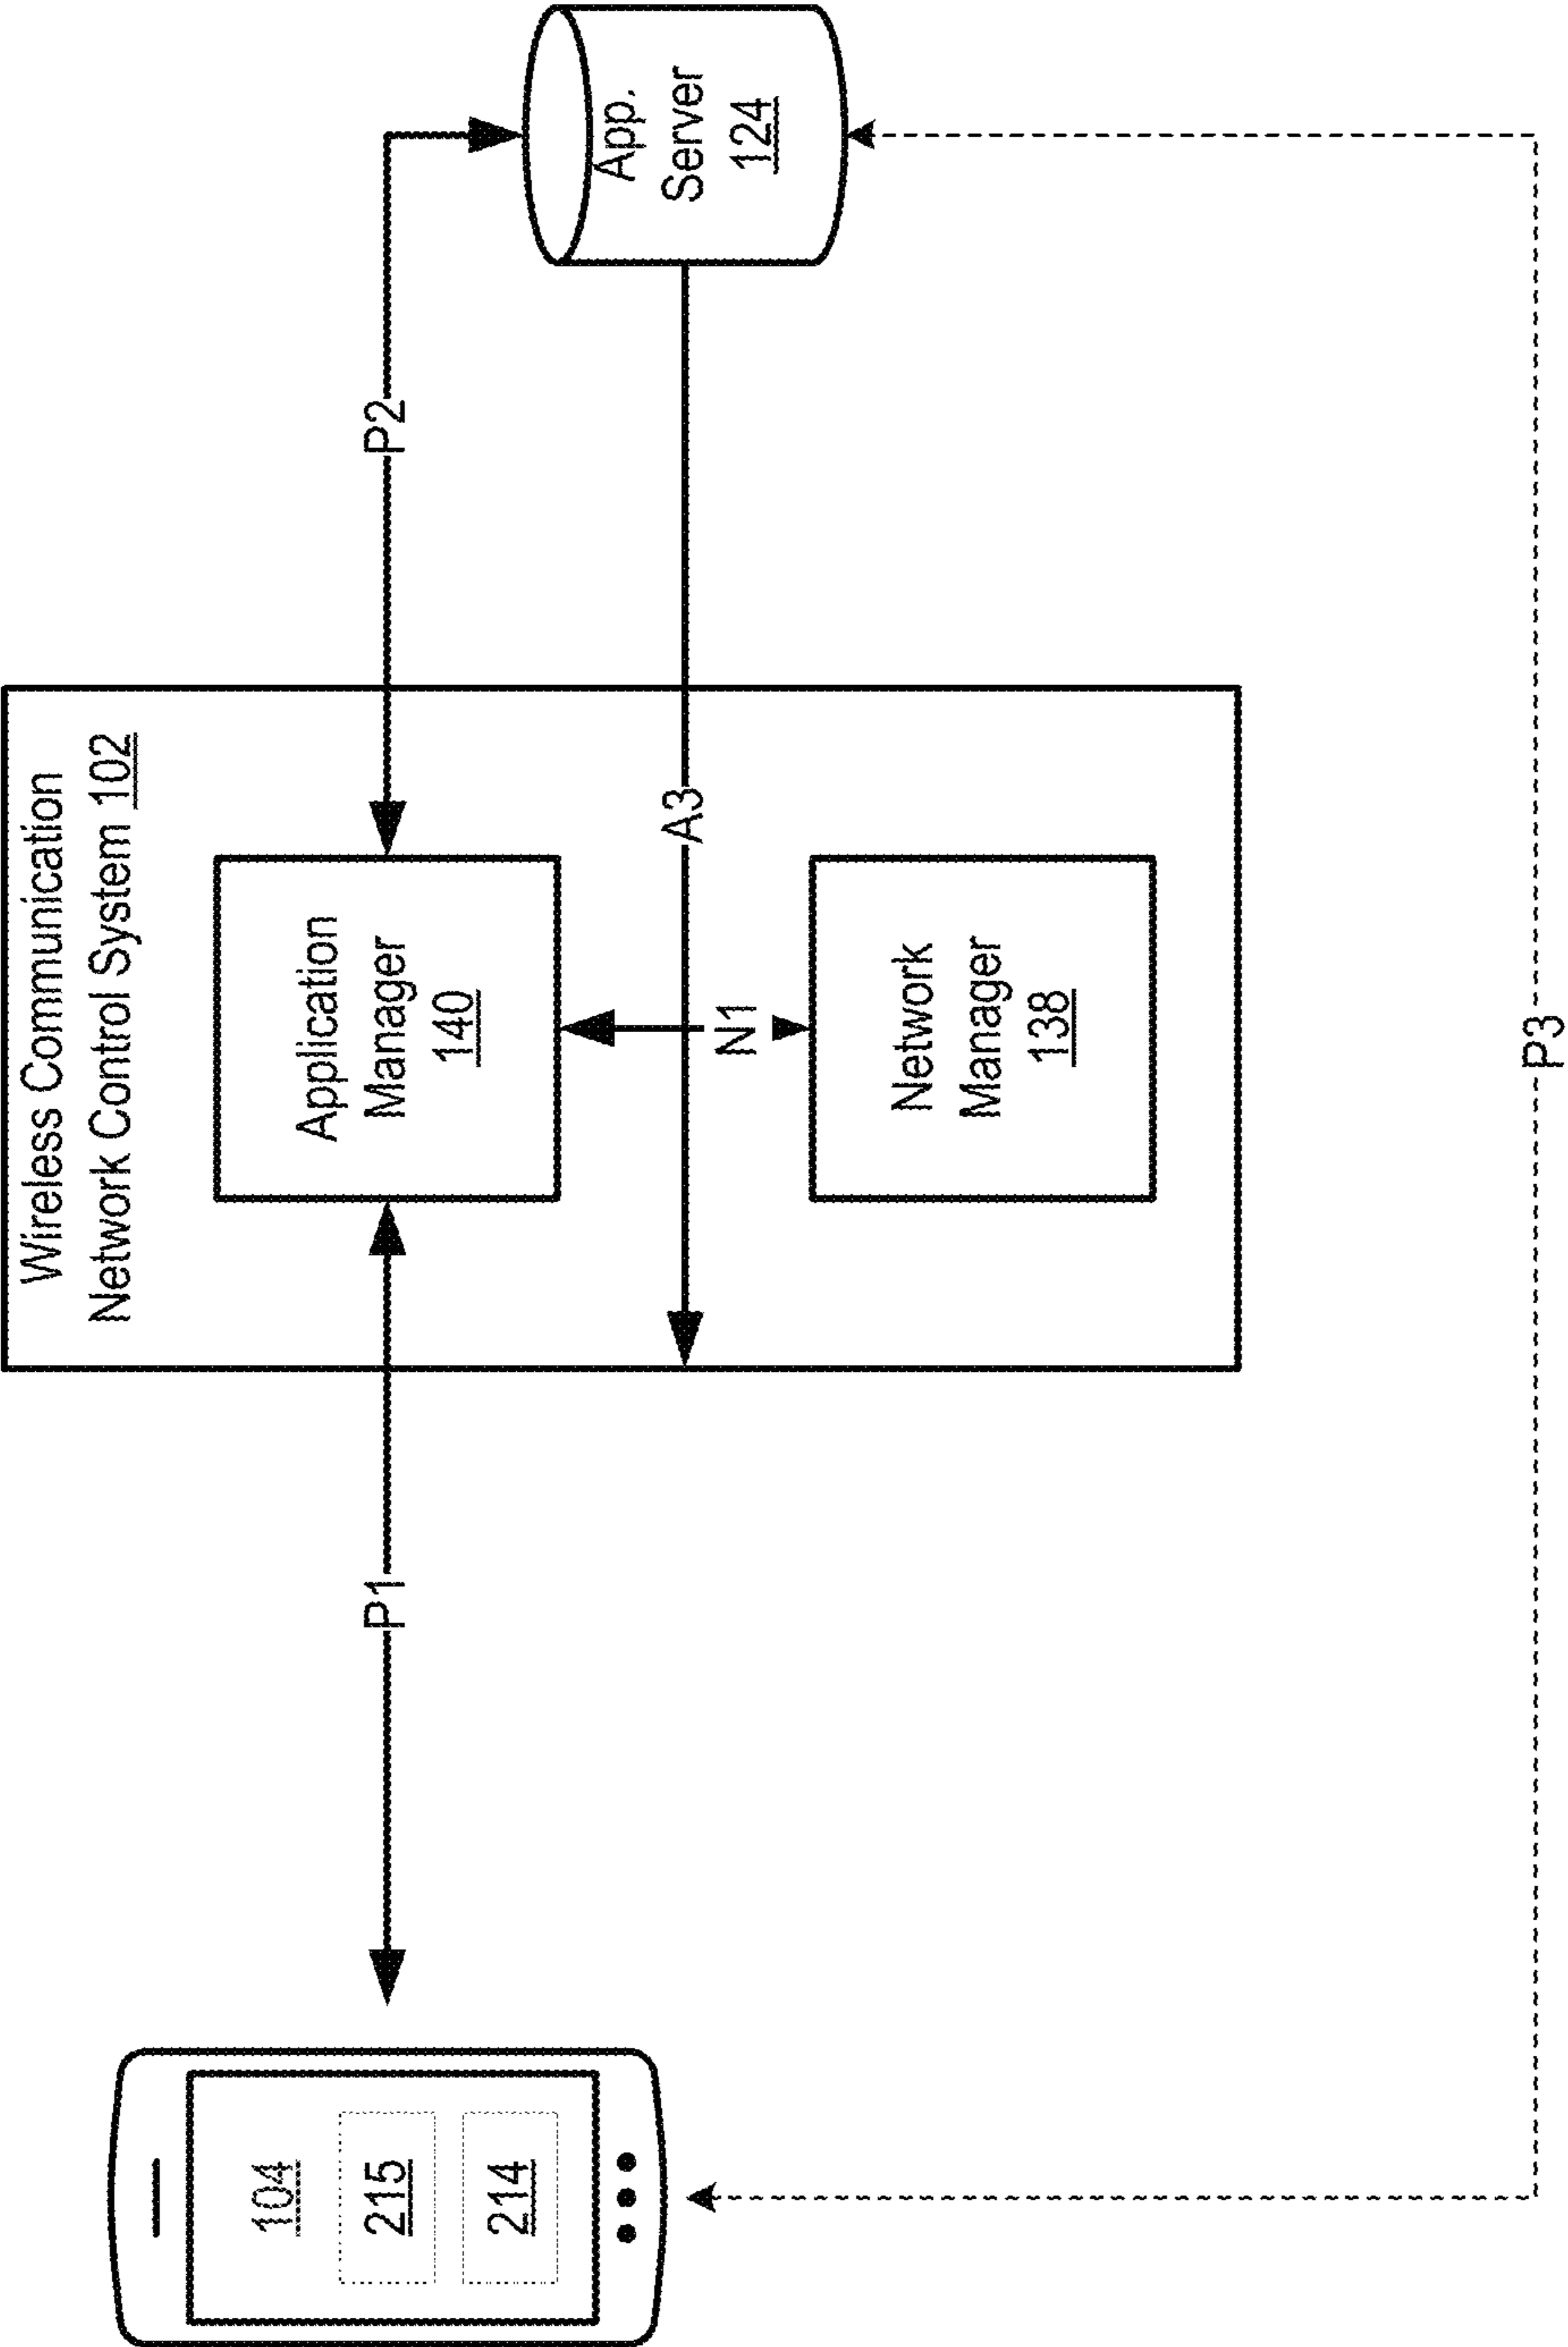 Wireless Communication
Network Control System 102
104
215
214
P1
Application
Manager
140
P2
A3
N1
Network
Manager
138
App.
Server
124
P3